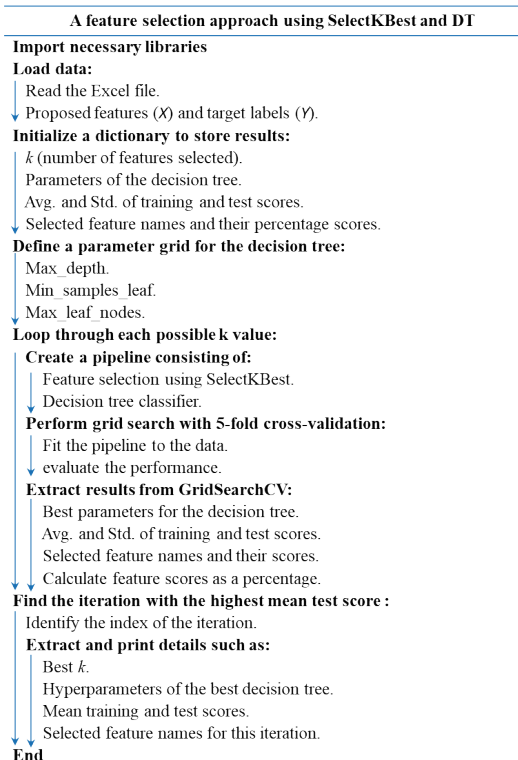 A feature selection approach using SelectKBest and DT
Import necessary libraries
Load data:
Read the Excel file.
Proposed features (X) and target labels (Y).
Initialize a dictionary to store results:
k (number of features selected).
Parameters of the decision tree.
Avg. and Std. of training and test scores.
Selected feature names and their percentage scores.
Define a parameter grid for the decision tree:
Max_depth.
Min_samples_leaf.
Max_leaf_nodes.
Loop through each possible k value:
Create a pipeline consisting of:
Feature selection using SelectKBest.
Decision tree classifier.
Perform grid search with 5-fold cross-validation:
Fit the pipeline to the data.
evaluate the performance.
Extract results from GridSearchCV:
Best parameters for the decision tree.
Avg. and Std. of training and test scores.
Selected feature names and their scores.
Calculate feature scores as a percentage.
Find the iteration with the highest mean test score :
Identify the index of the iteration.
Extract and print details such as:
Best k.
Hyperparameters of the best decision tree.
Mean training and test scores.
Selected feature names for this iteration.
End